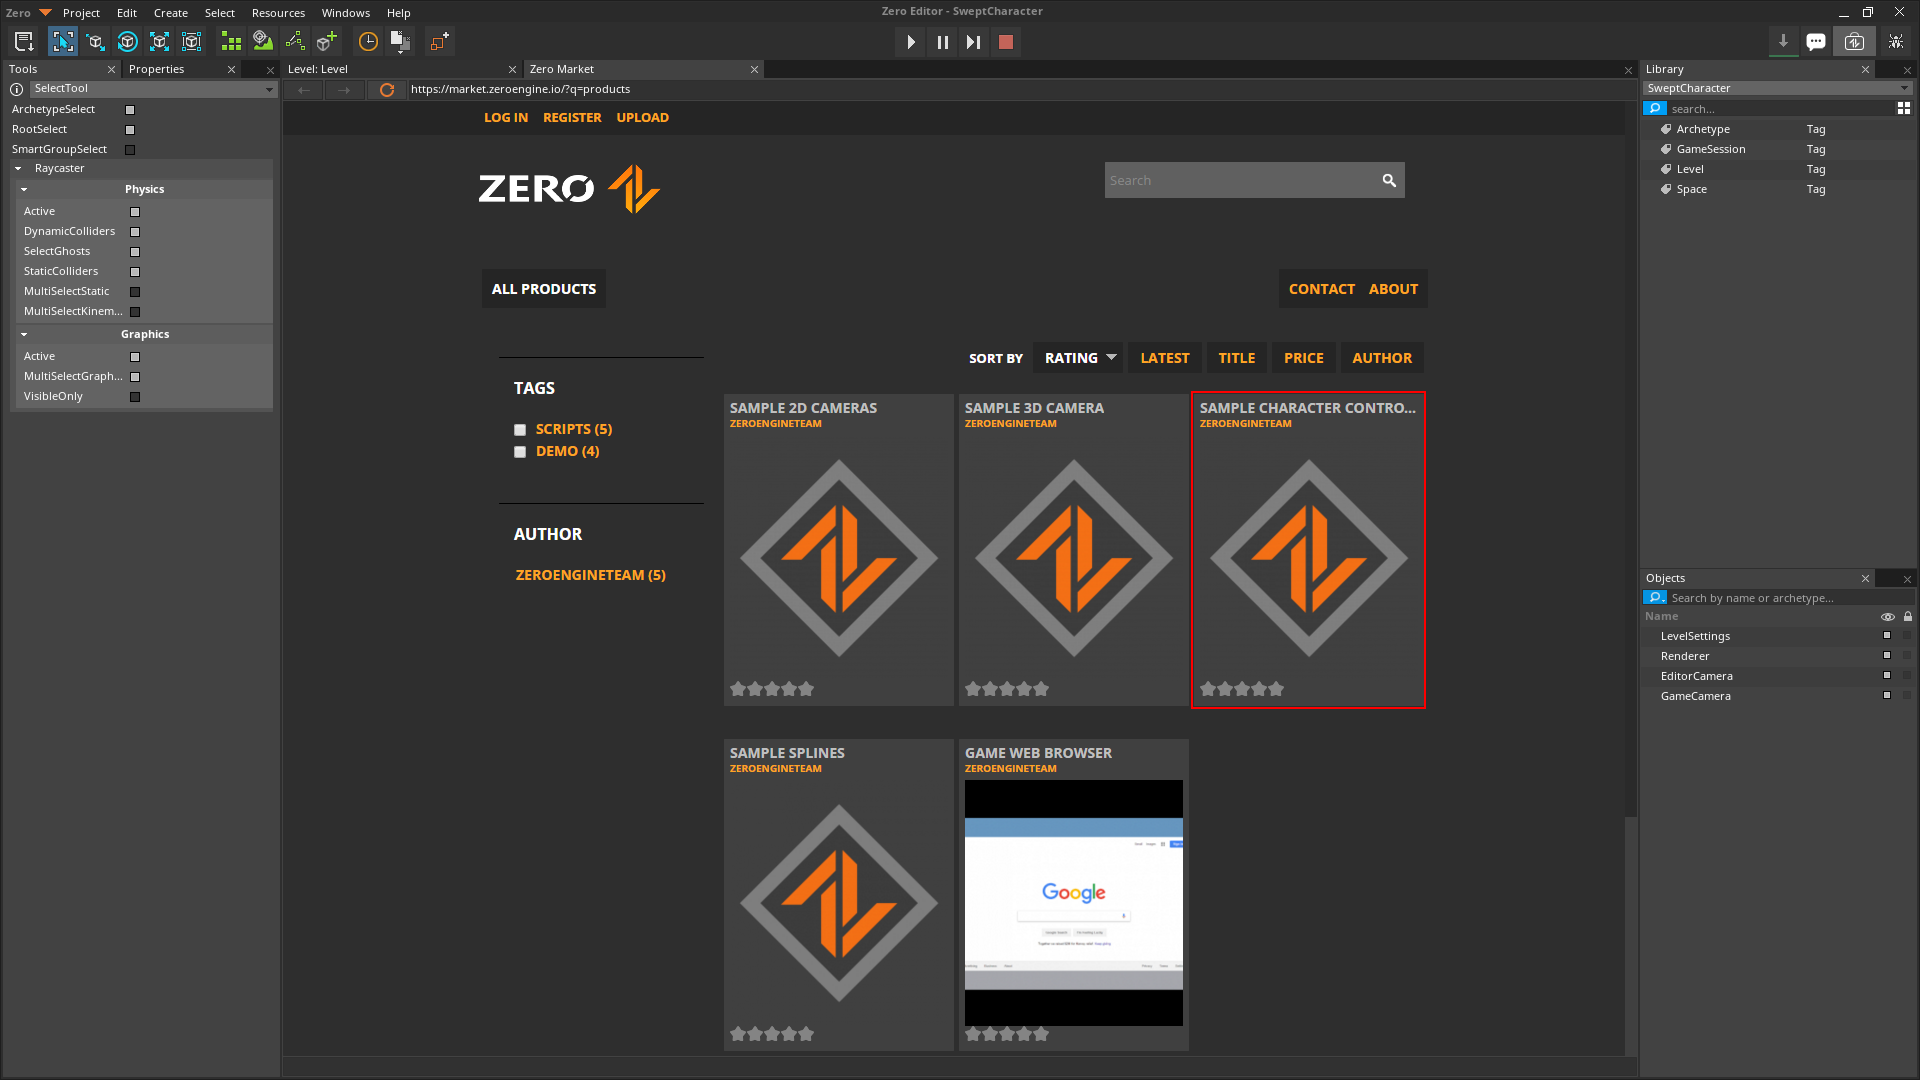 Zero Project Edit Create Select Resources Windows Help
Zero Editor - SweptCharacter
Tools Properties
SelectTool
ArchetypeSelect
RootSelect
SmartGroupSelect
Raycaster
Physics
Active
DynamicColliders
SelectGhosts
StaticColliders
MultiSelectStatic
MultiSelectKinem...
Graphics
Active
MultiSelectGraph...
VisibleOnly
Level: Level Zero Market
https://market.zeroengine.io/?q=products
LOG IN REGISTER UPLOAD
ZERO
Search
ALL PRODUCTS
CONTACT ABOUT
SORT BY RATING LATEST TITLE PRICE AUTHOR
TAGS
SCRIPTS (5)
DEMO (4)
AUTHOR
ZEROENGINETEAM (5)
SAMPLE 2D CAMERAS
ZEROENGINETEAM
SAMPLE 3D CAMERA
ZEROENGINETEAM
SAMPLE CHARACTER CONTRO...
ZEROENGINETEAM
SAMPLE SPLINES
ZEROENGINETEAM
GAME WEB BROWSER
ZEROENGINETEAM
Google
Library
SweptCharacter
search...
Archetype Tag
GameSession Tag
Level Tag
Space Tag
Objects
Search by name or archetype...
Name
LevelSettings
Renderer
EditorCamera
GameCamera